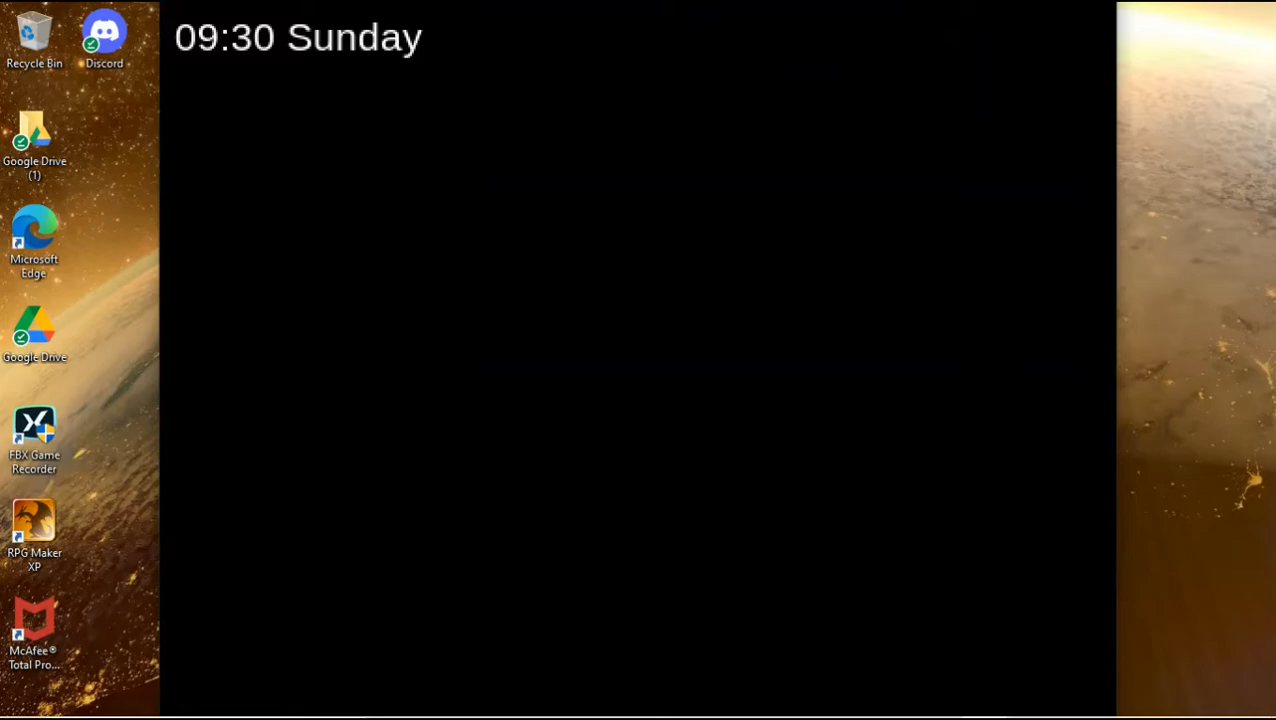 09:30 Sunday
Recycle Bin
Discord
Google Drive
(1)
Microsoft
Edge
Google Drive
FBX Game
Recorder
RPG Maker
XP
McAfee®
Total Pro...